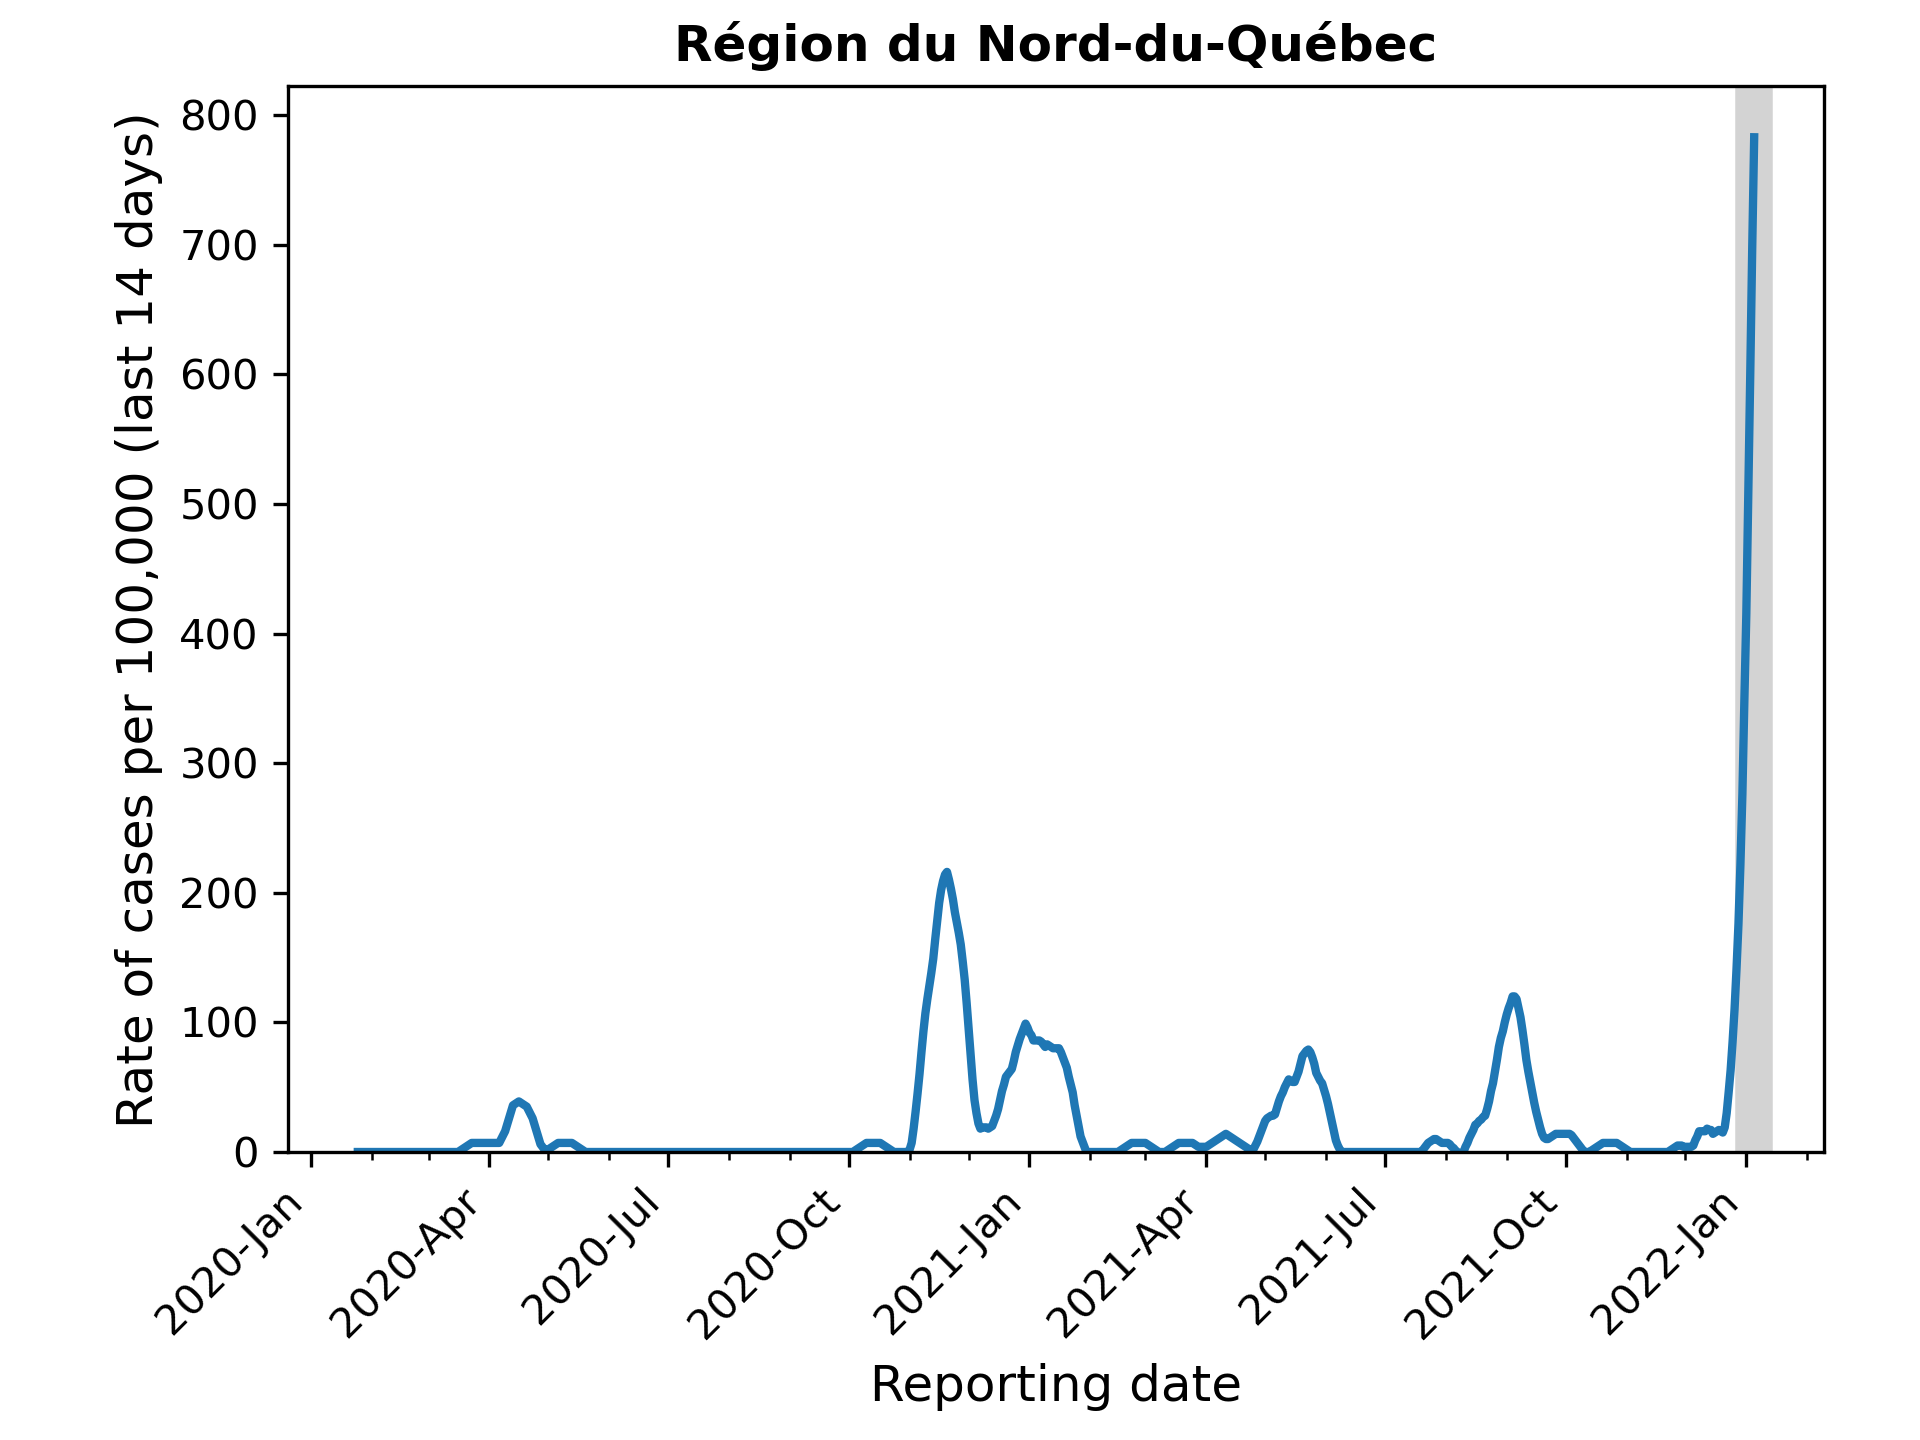 Région du Nord-du-Québec
Rate of cases per 100,000 (last 14 days)
800
700
600
500
400
300
200
100
0
2020-Jan
2020-Apr
2020-Jul
2020-Oct
2021-Jan
2021-Apr
2021-Jul
2021-Oct
2022-Jan
Reporting date